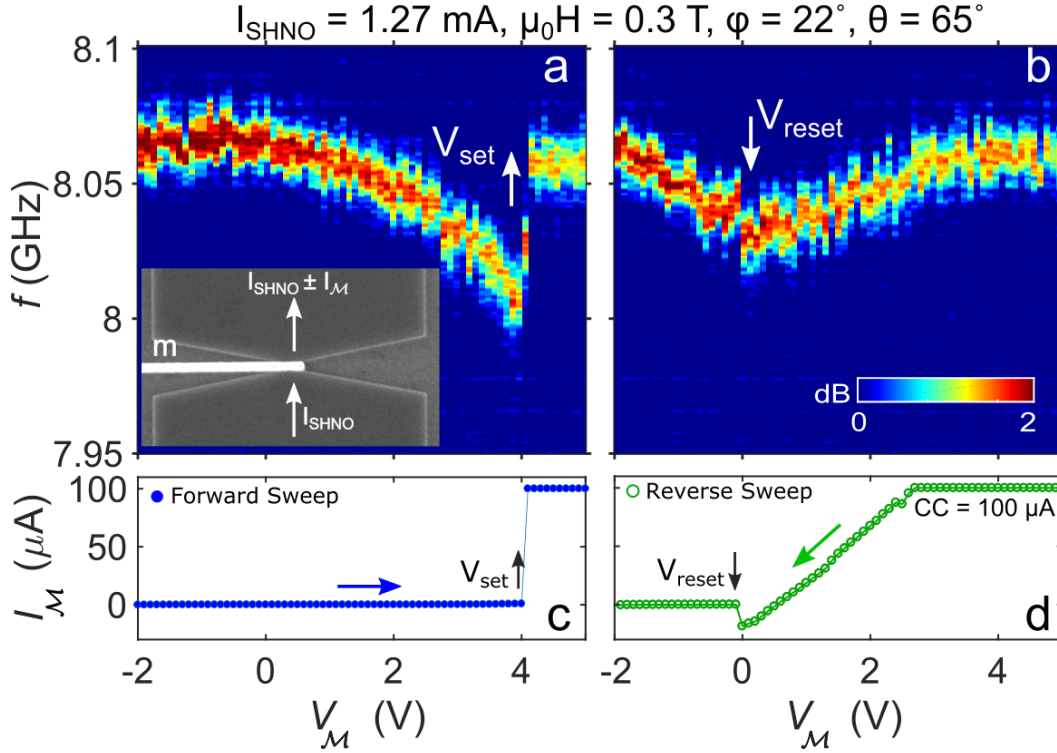 I_SHNO = 1.27 mA, μ₀H = 0.3 T, φ = 22°, θ = 65°
8.1
8.05
8
7.95
f (GHz)
a
V_set
I_SHNO ± I_ℳ
m
I_SHNO
b
V_reset
dB
0
2
100
50
0
I_ℳ (μA)
Forward Sweep
V_set
c
-2
0
2
4
V_ℳ (V)
Reverse Sweep
CC = 100 μA
V_reset
d
-2
0
2
4
V_ℳ (V)